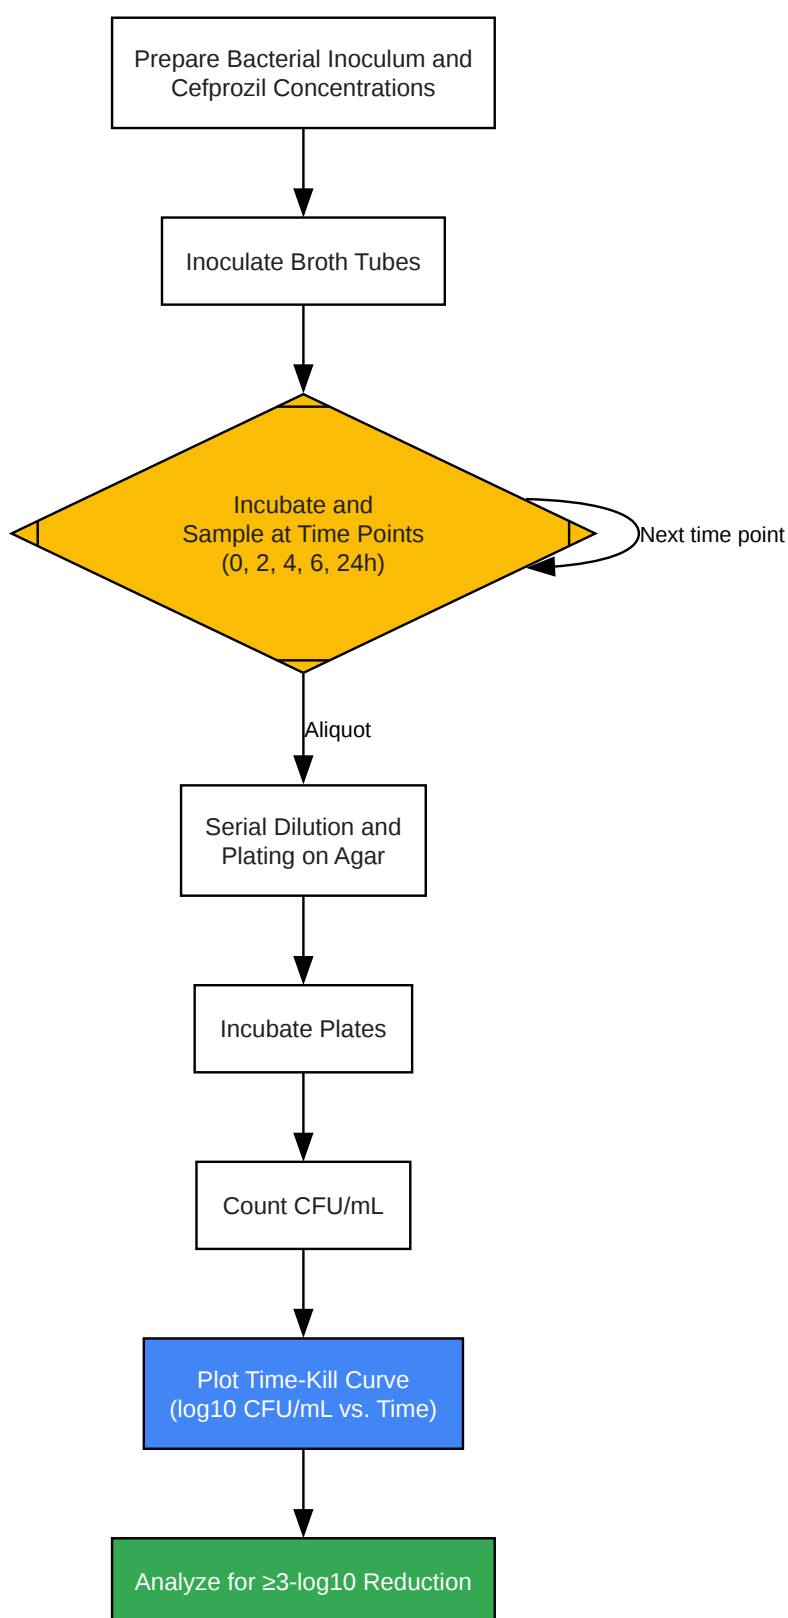 Prepare Bacterial Inoculum and
Cefprozil Concentrations
Inoculate Broth Tubes
Incubate and
Sample at Time Points
(0, 2, 4, 6, 24h)
Next time point
Aliquot
Serial Dilution and
Plating on Agar
Incubate Plates
Count CFU/mL
Plot Time-Kill Curve
(log10 CFU/mL vs. Time)
Analyze for ≥3-log10 Reduction